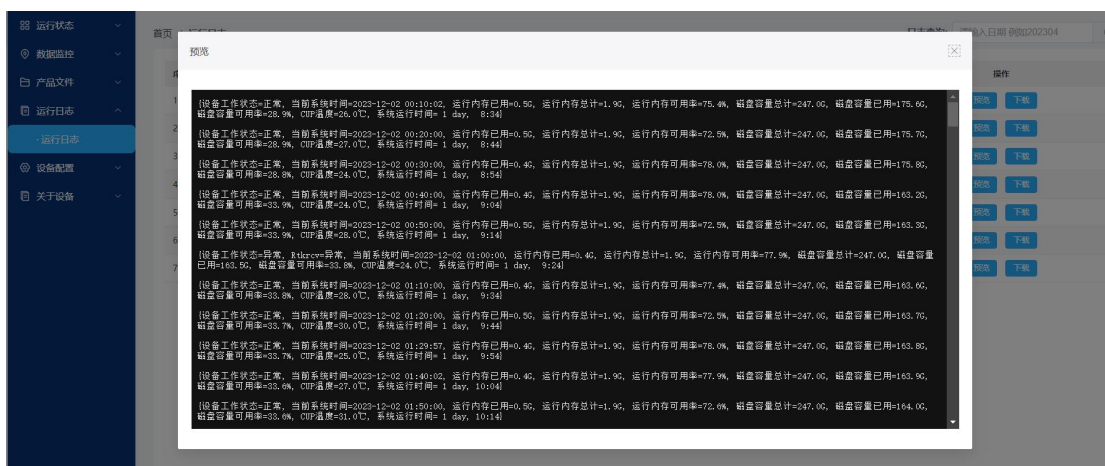 运行状态
数据监控
产品文件
运行日志
· 运行日志
设备配置
关于设备
首页
日志查询:
输入日期 例如202304
预览
操作
预览 下载
预览 下载
预览 下载
预览 下载
预览 下载
预览 下载
预览 下载
1
2
3
4
5
6
7
{设备工作状态=正常, 当前系统时间=2023-12-02 00:10:02, 运行内存已用=0.5G, 运行内存总计=1.9G, 运行内存可用率=75.4%, 磁盘容量总计=247.0G, 磁盘容量已用=175.6G,
磁盘容量可用率=28.9%, CUP温度=26.0℃, 系统运行时间= 1 day,  8:34}
{设备工作状态=正常, 当前系统时间=2023-12-02 00:20:00, 运行内存已用=0.5G, 运行内存总计=1.9G, 运行内存可用率=72.5%, 磁盘容量总计=247.0G, 磁盘容量已用=175.7G,
磁盘容量可用率=28.9%, CUP温度=27.0℃, 系统运行时间= 1 day,  8:44}
{设备工作状态=正常, 当前系统时间=2023-12-02 00:30:00, 运行内存已用=0.4G, 运行内存总计=1.9G, 运行内存可用率=78.0%, 磁盘容量总计=247.0G, 磁盘容量已用=175.8G,
磁盘容量可用率=28.8%, CUP温度=24.0℃, 系统运行时间= 1 day,  8:54}
{设备工作状态=正常, 当前系统时间=2023-12-02 00:40:00, 运行内存已用=0.4G, 运行内存总计=1.9G, 运行内存可用率=78.0%, 磁盘容量总计=247.0G, 磁盘容量已用=163.2G,
磁盘容量可用率=33.9%, CUP温度=24.0℃, 系统运行时间= 1 day,  9:04}
{设备工作状态=正常, 当前系统时间=2023-12-02 00:50:00, 运行内存已用=0.5G, 运行内存总计=1.9G, 运行内存可用率=72.5%, 磁盘容量总计=247.0G, 磁盘容量已用=163.3G,
磁盘容量可用率=33.9%, CUP温度=28.0℃, 系统运行时间= 1 day,  9:14}
{设备工作状态=异常, Rtkrcv=异常, 当前系统时间=2023-12-02 01:00:00, 运行内存已用=0.4G, 运行内存总计=1.9G, 运行内存可用率=77.9%, 磁盘容量总计=247.0G, 磁盘容量
已用=163.5G, 磁盘容量可用率=33.8%, CUP温度=24.0℃, 系统运行时间= 1 day,  9:24}
{设备工作状态=正常, 当前系统时间=2023-12-02 01:10:00, 运行内存已用=0.4G, 运行内存总计=1.9G, 运行内存可用率=77.4%, 磁盘容量总计=247.0G, 磁盘容量已用=163.6G,
磁盘容量可用率=33.8%, CUP温度=28.0℃, 系统运行时间= 1 day,  9:34}
{设备工作状态=正常, 当前系统时间=2023-12-02 01:20:00, 运行内存已用=0.5G, 运行内存总计=1.9G, 运行内存可用率=72.5%, 磁盘容量总计=247.0G, 磁盘容量已用=163.7G,
磁盘容量可用率=33.7%, CUP温度=30.0℃, 系统运行时间= 1 day,  9:44}
{设备工作状态=正常, 当前系统时间=2023-12-02 01:29:57, 运行内存已用=0.4G, 运行内存总计=1.9G, 运行内存可用率=78.0%, 磁盘容量总计=247.0G, 磁盘容量已用=163.8G,
磁盘容量可用率=33.7%, CUP温度=25.0℃, 系统运行时间= 1 day,  9:54}
{设备工作状态=正常, 当前系统时间=2023-12-02 01:40:02, 运行内存已用=0.4G, 运行内存总计=1.9G, 运行内存可用率=77.9%, 磁盘容量总计=247.0G, 磁盘容量已用=163.9G,
磁盘容量可用率=33.6%, CUP温度=27.0℃, 系统运行时间= 1 day, 10:04}
{设备工作状态=正常, 当前系统时间=2023-12-02 01:50:00, 运行内存已用=0.5G, 运行内存总计=1.9G, 运行内存可用率=72.6%, 磁盘容量总计=247.0G, 磁盘容量已用=164.0G,
磁盘容量可用率=33.6%, CUP温度=31.0℃, 系统运行时间= 1 day, 10:14}